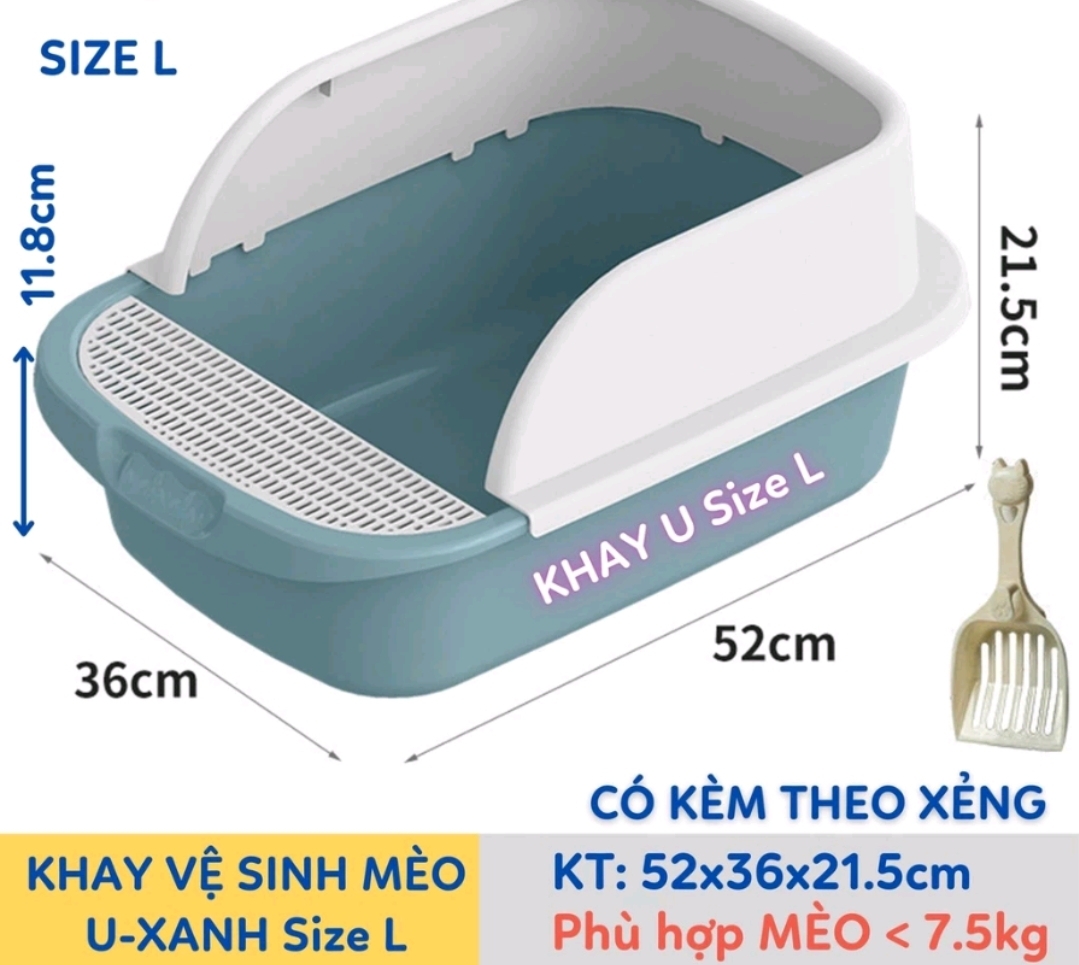 SIZE L
11.8cm
21.5cm
KHAY U Size L
52cm
36cm
CÓ KÈM THEO XẺNG
KHAY VỆ SINH MÈO
U-XANH Size L
KT: 52x36x21.5cm
Phù hợp MÈO < 7.5kg